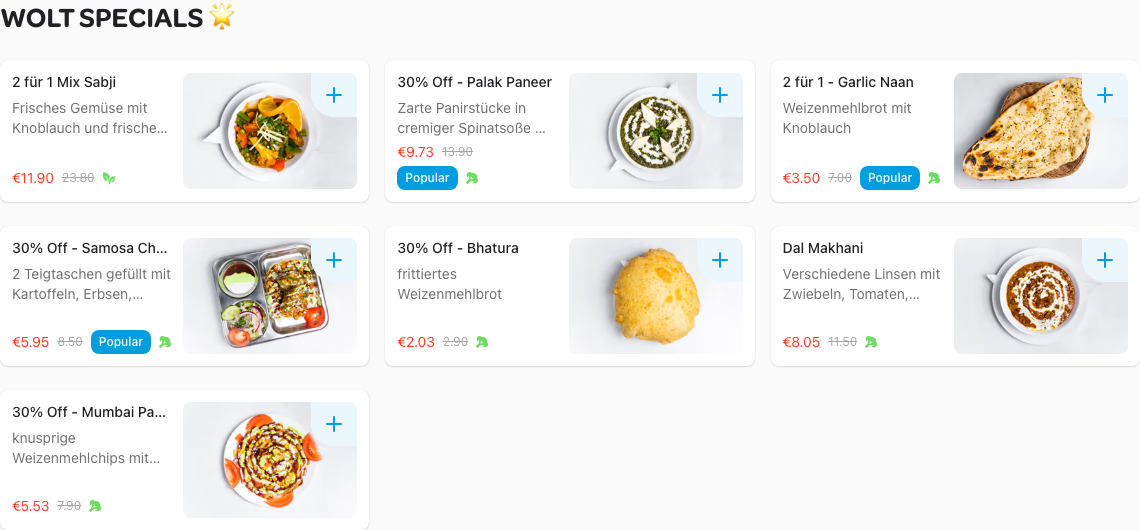 WOLT SPECIALS 🌟
2 für 1 Mix Sabji
Frisches Gemüse mit
Knoblauch und frische...
€11.90 23.80
30% Off - Palak Paneer
Zarte Panirstücke in
cremiger Spinatsoße ...
€9.73 13.90
Popular
2 für 1 - Garlic Naan
Weizenmehlbrot mit
Knoblauch
€3.50 7.00 Popular
30% Off - Samosa Ch...
2 Teigtaschen gefüllt mit
Kartoffeln, Erbsen,...
€5.95 8.50 Popular
30% Off - Bhatura
frittiertes
Weizenmehlbrot
€2.03 2.90
Dal Makhani
Verschiedene Linsen mit
Zwiebeln, Tomaten,...
€8.05 11.50
30% Off - Mumbai Pa...
knusprige
Weizenmehlchips mit...
€5.53 7.90